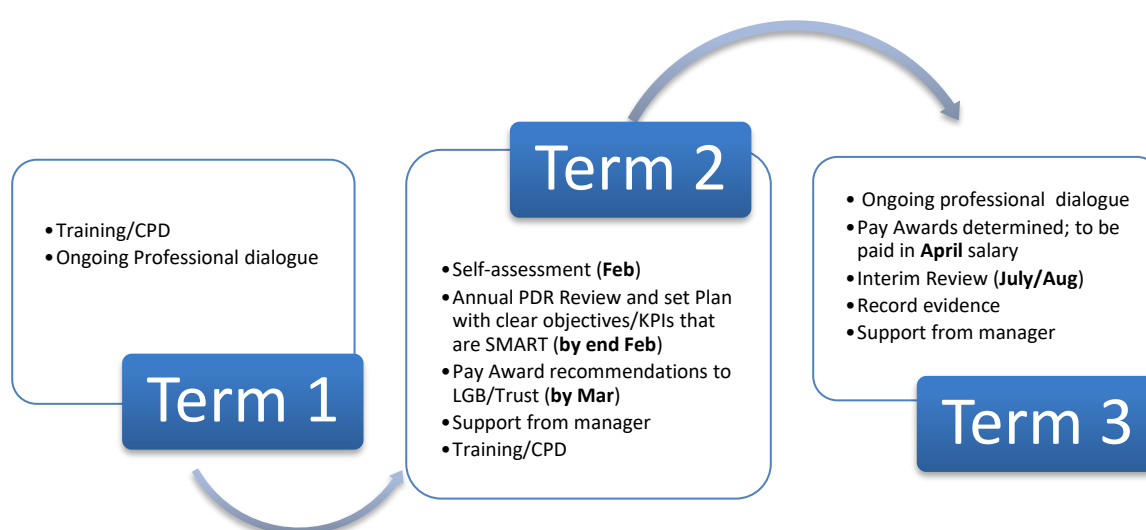 •Training/CPD
•Ongoing Professional dialogue
Term 1
Term 2
•Self-assessment (Feb)
•Annual PDR Review and set Plan
with clear objectives/KPIs that
are SMART (by end Feb)
•Pay Award recommendations to
LGB/Trust (by Mar)
•Support from manager
•Training/CPD
• Ongoing professional dialogue
•Pay Awards determined; to be
paid in April salary
•Interim Review (July/Aug)
•Record evidence
•Support from manager
Term 3